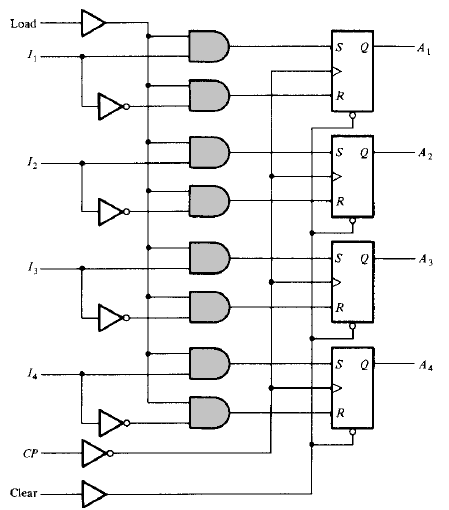 Load
I1
S Q A1
R
I2
S Q A2
R
I3
S Q A3
R
I4
S Q A4
R
CP
Clear